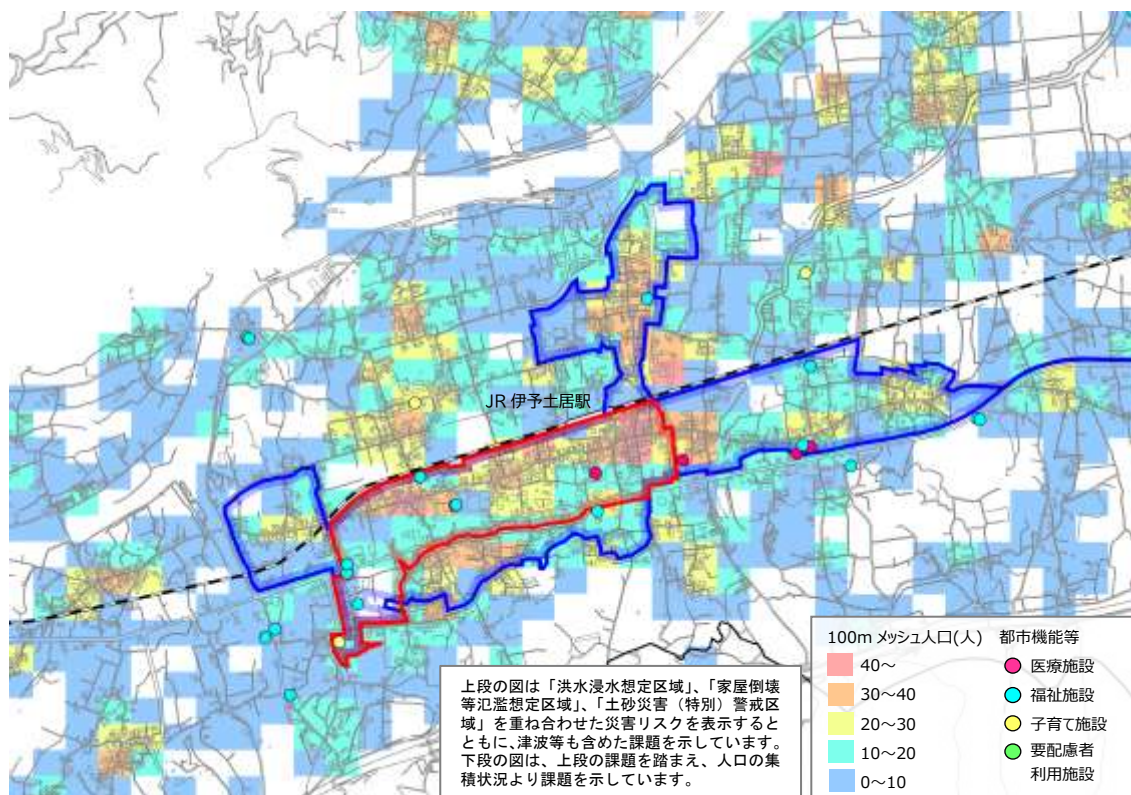 JR 伊予土居駅
上段の図は「洪水浸水想定区域」、「家屋倒壊
等氾濫想定区域」、「土砂災害（特別）警戒区
域」を重ね合わせた災害リスクを表示すると
ともに、津波等も含めた課題を示しています。
下段の図は、上段の課題を踏まえ、人口の集
積状況より課題を示しています。
100m メッシュ人口(人)
40～
30～40
20～30
10～20
0～10
都市機能等
医療施設
福祉施設
子育て施設
要配慮者
利用施設